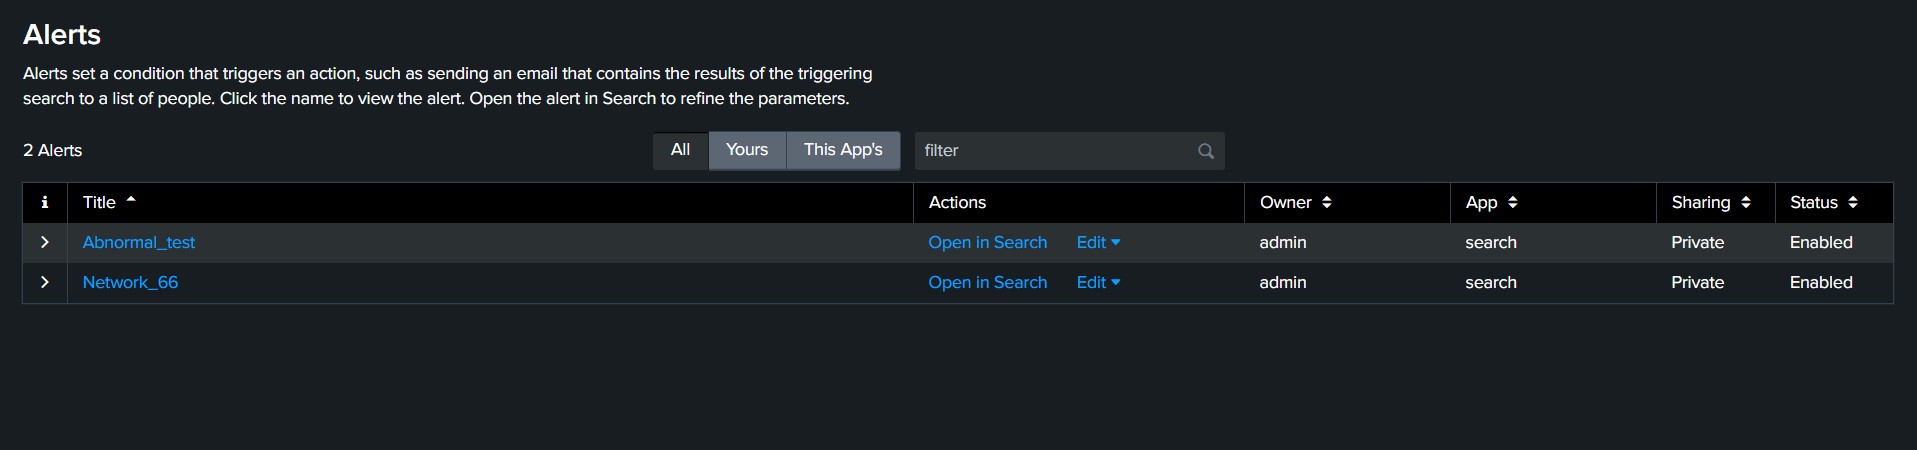 Alerts
Alerts set a condition that triggers an action, such as sending an email that contains the results of the triggering
search to a list of people. Click the name to view the alert. Open the alert in Search to refine the parameters.
2 Alerts All Yours This App's filter
i Title Actions Owner App Sharing Status
Abnormal_test Open in Search Edit admin search Private Enabled
Network_66 Open in Search Edit admin search Private Enabled